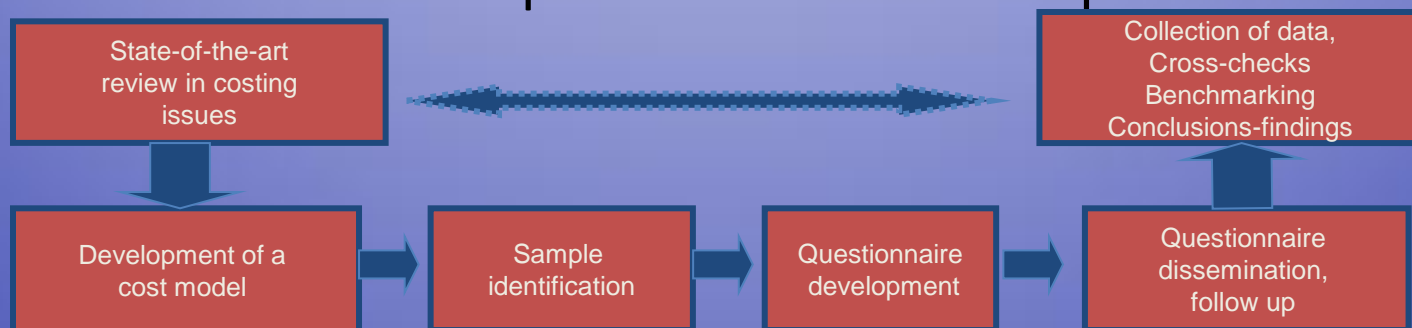 State-of-the-art
review in costing
issues
Collection of data,
Cross-checks
Benchmarking
Conclusions-findings
Development of a
cost model
Sample
identification
Questionnaire
development
Questionnaire
dissemination,
follow up